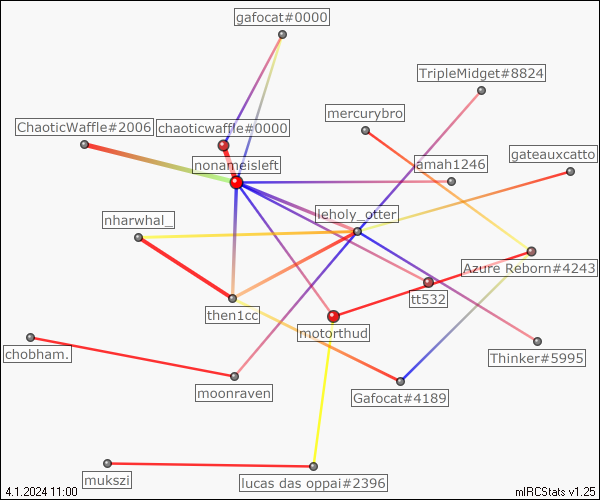 gafocat#0000
TripleMidget#8824
mercurybro
ChaoticWaffle#2006
chaoticwaffle#0000
nonameisleft
amah1246
gateauxcatto
nharwhal_
leholy_otter
Azure Reborn#4243
tt532
then1cc
motorthud
chobham.
Thinker#5995
moonraven
Gafocat#4189
mukszi
lucas das oppai#2396
4.1.2024 11:00
mIRCStats v1.25